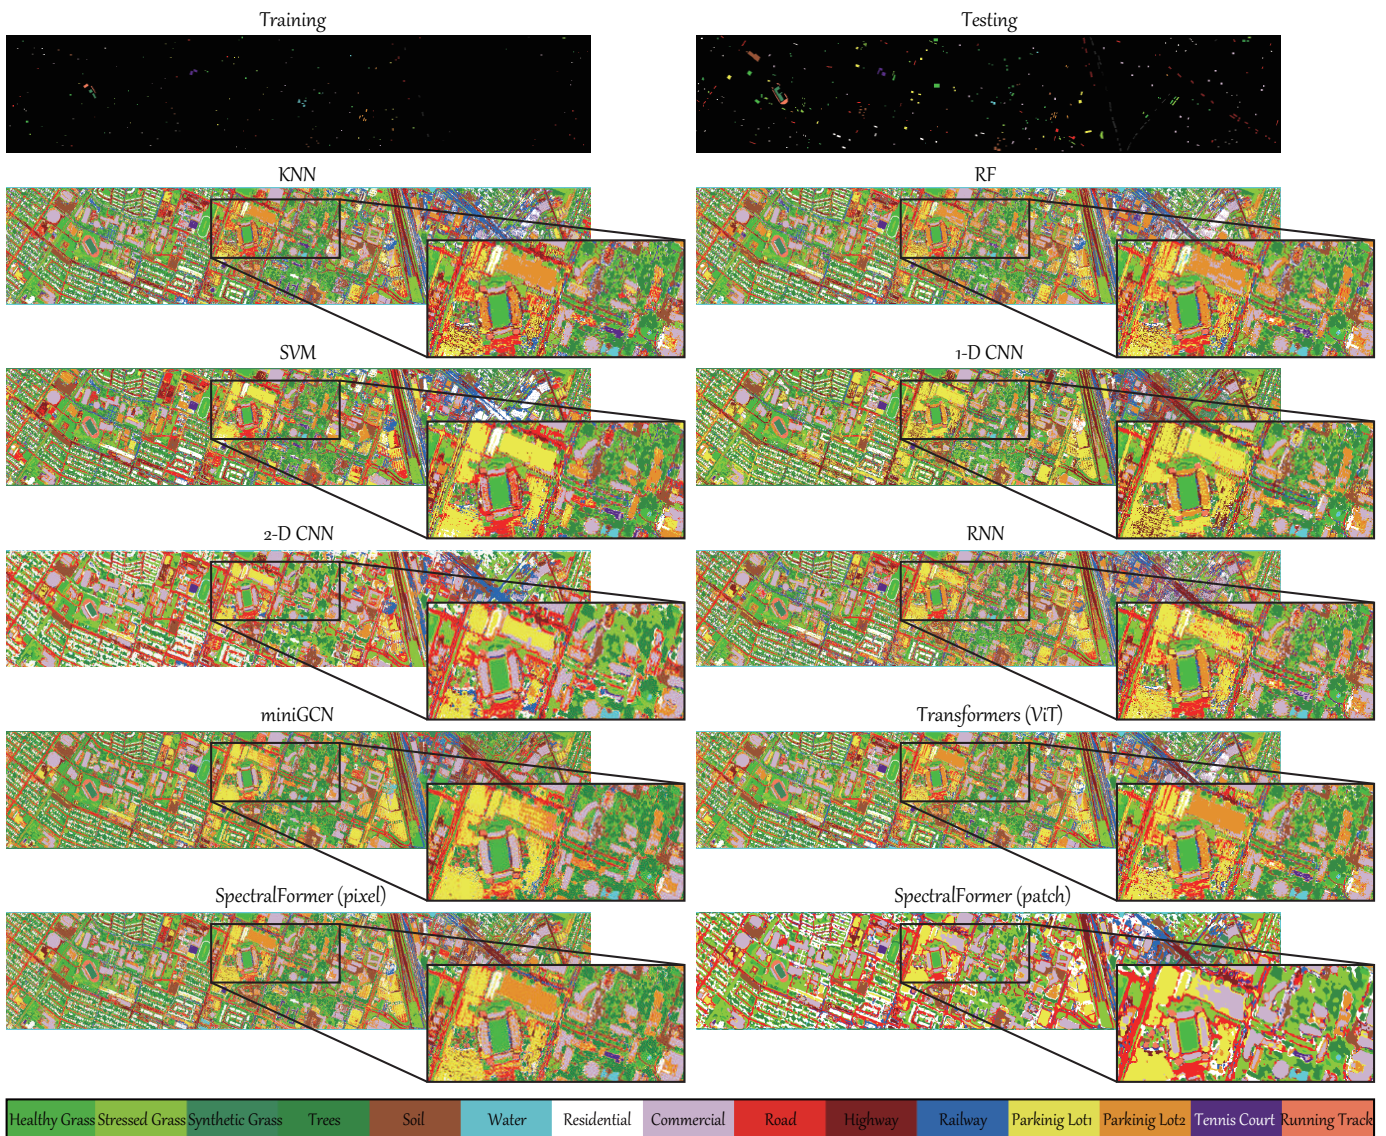 Training
Testing
KNN
RF
SVM
1-D CNN
2-D CNN
RNN
miniGCN
Transformers (ViT)
SpectralFormer (pixel)
SpectralFormer (patch)
Healthy Grass Stressed Grass Synthetic Grass Trees Soil Water Residential Commercial Road Highway Railway Parkinig Lot1 Parkinig Lot2 Tennis Court Running Track